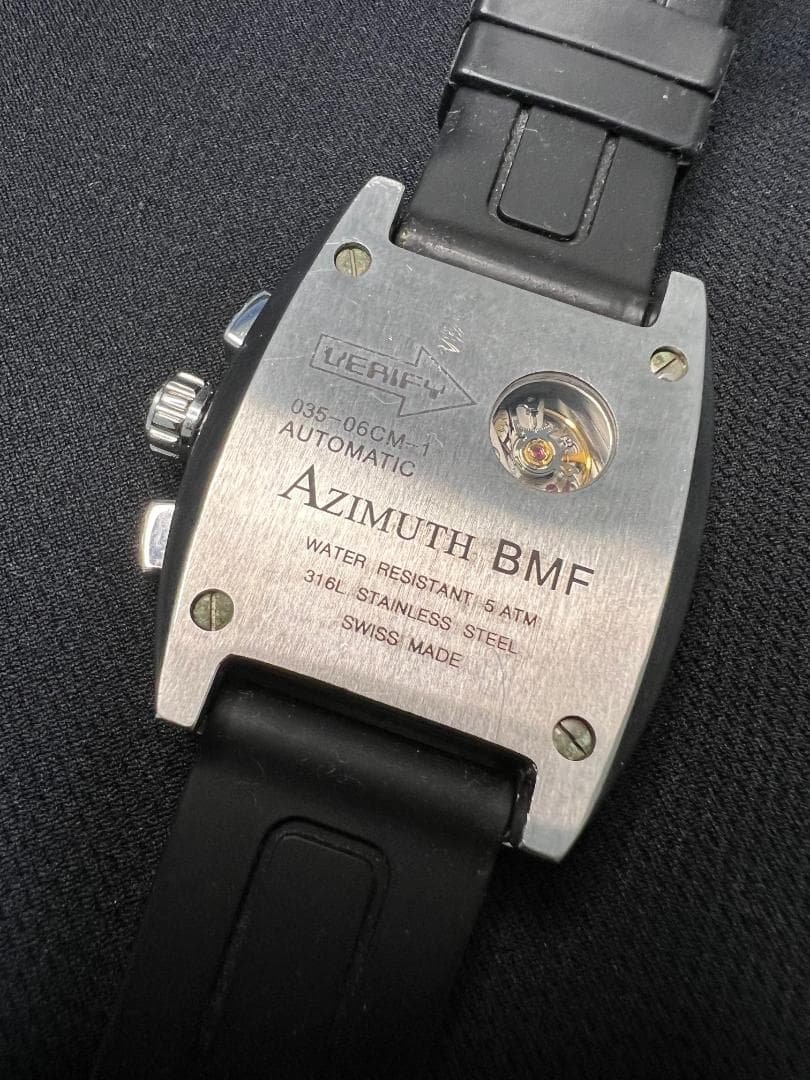 VERIFY
035-06CM-1
AUTOMATIC
AZIMUTH BMF
WATER RESISTANT 5 ATM
316L STAINLESS STEEL
SWISS MADE